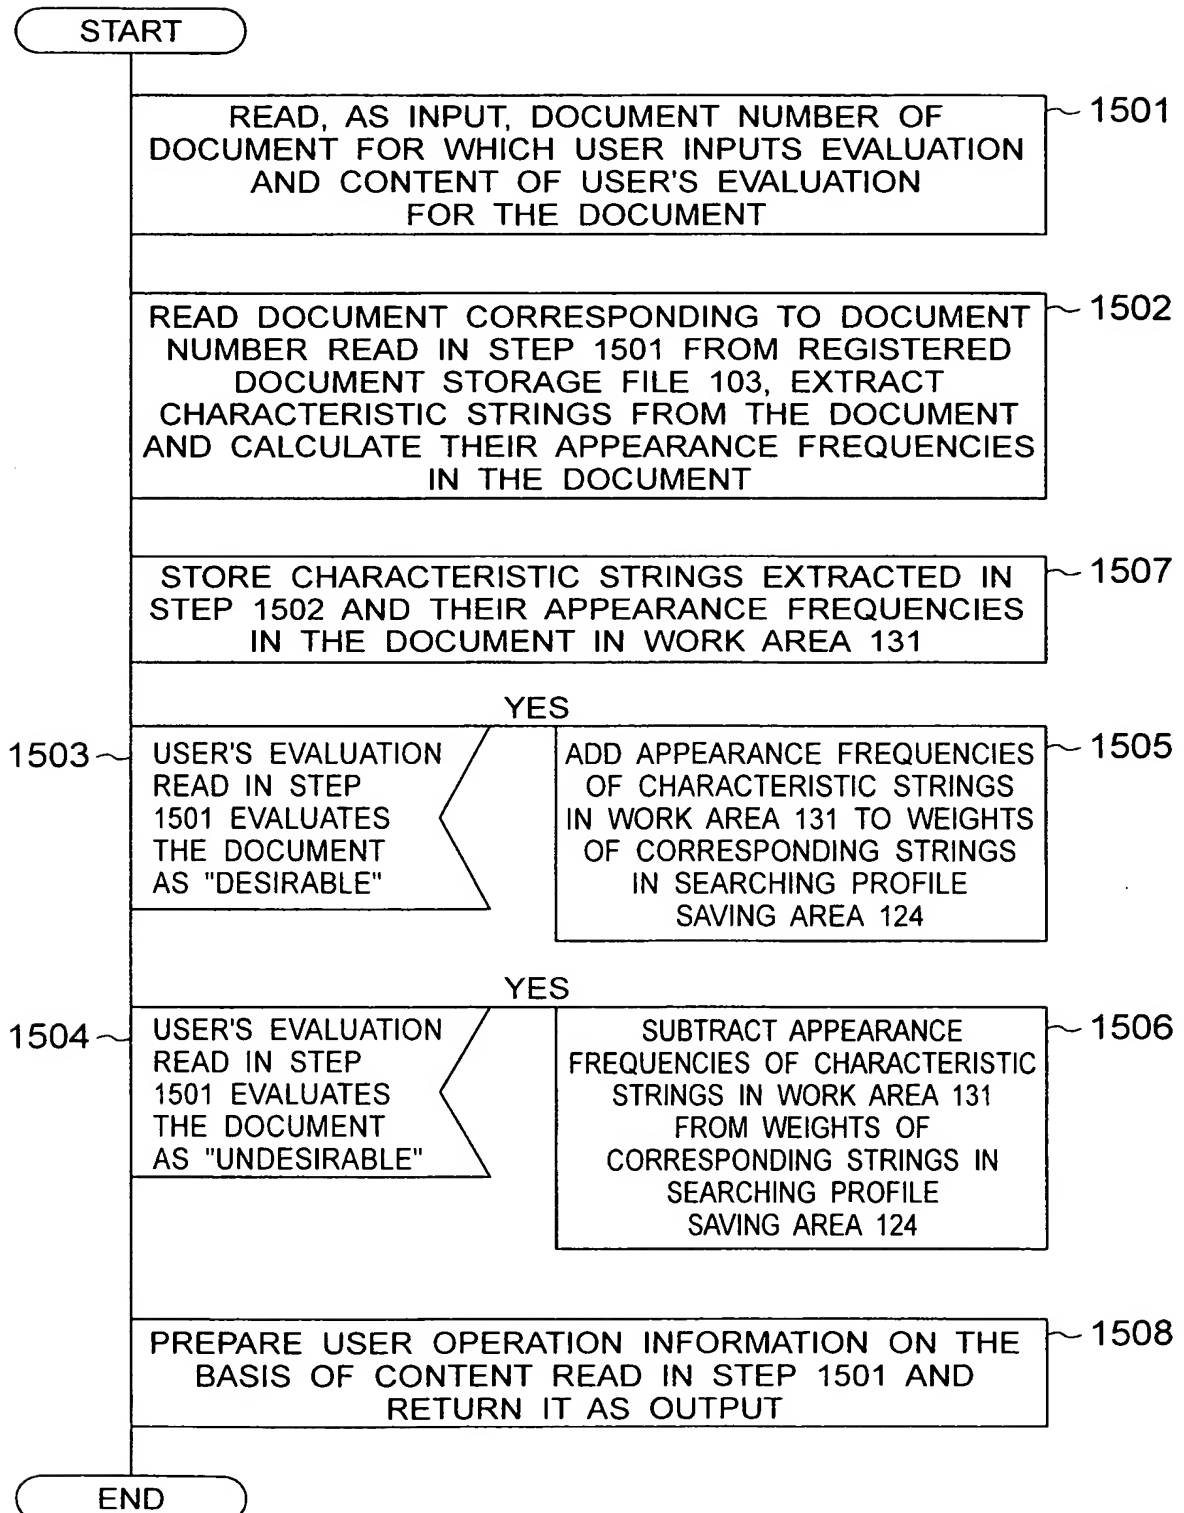 START
1501
READ, AS INPUT, DOCUMENT NUMBER OF
DOCUMENT FOR WHICH USER INPUTS EVALUATION
AND CONTENT OF USER'S EVALUATION
FOR THE DOCUMENT
1502
READ DOCUMENT CORRESPONDING TO DOCUMENT
NUMBER READ IN STEP 1501 FROM REGISTERED
DOCUMENT STORAGE FILE 103, EXTRACT
CHARACTERISTIC STRINGS FROM THE DOCUMENT
AND CALCULATE THEIR APPEARANCE FREQUENCIES
IN THE DOCUMENT
1507
STORE CHARACTERISTIC STRINGS EXTRACTED IN
STEP 1502 AND THEIR APPEARANCE FREQUENCIES
IN THE DOCUMENT IN WORK AREA 131
1503
USER'S EVALUATION
READ IN STEP
1501 EVALUATES
THE DOCUMENT
AS "DESIRABLE"
YES
1505
ADD APPEARANCE FREQUENCIES
OF CHARACTERISTIC STRINGS
IN WORK AREA 131 TO WEIGHTS
OF CORRESPONDING STRINGS
IN SEARCHING PROFILE
SAVING AREA 124
1504
USER'S EVALUATION
READ IN STEP
1501 EVALUATES
THE DOCUMENT
AS "UNDESIRABLE"
YES
1506
SUBTRACT APPEARANCE
FREQUENCIES OF CHARACTERISTIC
STRINGS IN WORK AREA 131
FROM WEIGHTS OF
CORRESPONDING STRINGS IN
SEARCHING PROFILE
SAVING AREA 124
1508
PREPARE USER OPERATION INFORMATION ON THE
BASIS OF CONTENT READ IN STEP 1501 AND
RETURN IT AS OUTPUT
END